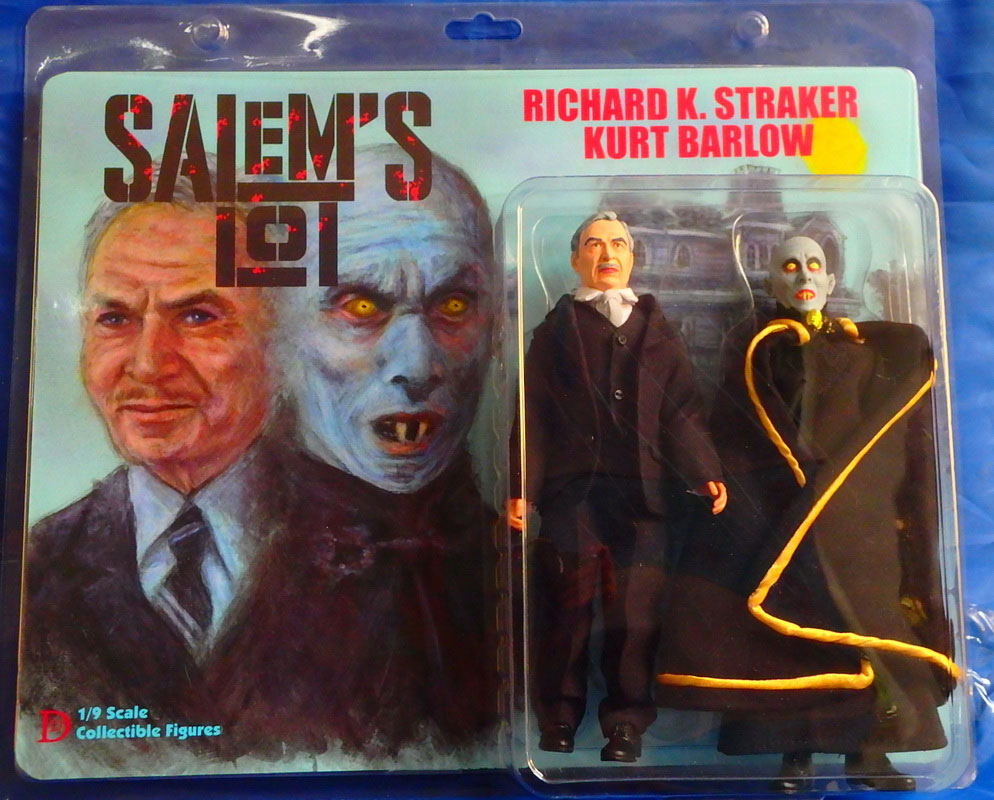 SALEM'S
LOT
RICHARD K. STRAKER
KURT BARLOW
D 1/9 Scale
Collectible Figures